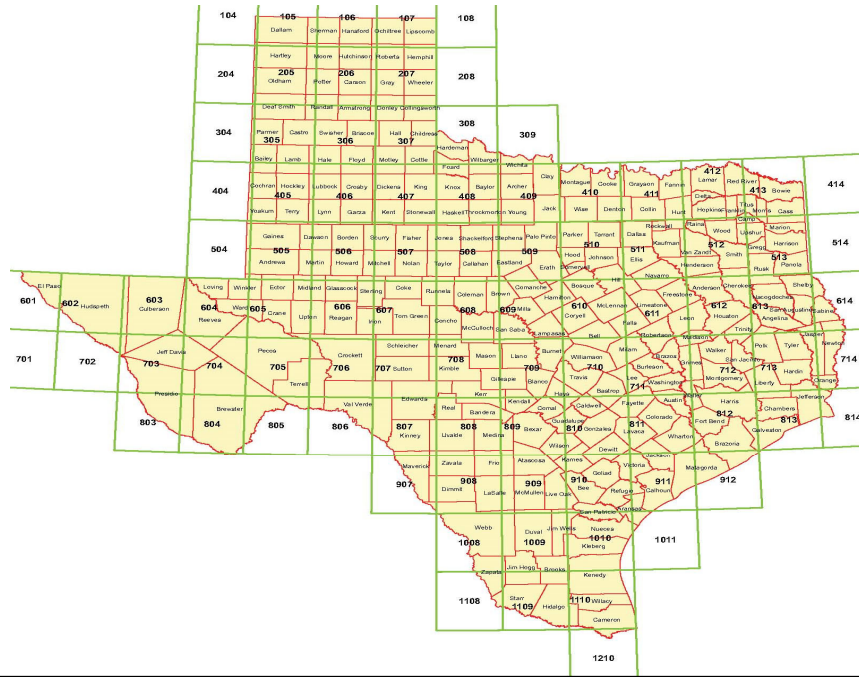 104 105 106 107 108
Dallam Sherman Hansford Ochiltree Lipscomb
Hartley Moore Hutchinson Roberts Hemphill
204 205 206 207 208
Oldham Potter Carson Gray Wheeler
Deaf Smith Randall Armstrong Donley Collingsworth
308 309
304 Parmer Castro Swisher Briscoe Hall Childress
305 306 307 Hardeman
Bailey Lamb Hale Floyd Motley Cottle Foard Wilbarger Wichita
Clay Montague Cooke Grayson Fannin Lamar Red River 412
404 Cochran Hockley Lubbock Crosby Dickens King Knox Baylor Archer 410 411 413 Bowie 414
405 406 407 408 409 Delta Titus
Yoakum Terry Lynn Garza Kent Stonewall Haskell Throckmorton Young Jack Wise Denton Collin Hunt Hopkins Franklin Morris Cass
Rockwall Rains Marion
Gaines Dawson Borden Scurry Fisher Jones Shackelford Stephens Palo Pinto Parker Tarrant Dallas Kaufman Wood Upshur Harrison
504 505 506 507 508 509 510 511 512 513 514
Andrews Martin Howard Mitchell Nolan Taylor Callahan Eastland Hood Johnson Ellis Van Zandt Smith Gregg Panola
Erath Somervell Navarro Henderson Rusk
El Paso Loving Winkler Ector Midland Glasscock Sterling Coke Runnels Coleman Brown Comanche Bosque Hill Freestone Anderson Cherokee Nacogdoches Shelby
601 602 Hudspeth 603 Culberson 604 Ward 605 Crane Upton 606 Reagan 607 Irion Tom Green Concho 608 609 Mills Hamilton 610 McLennan Limestone 611 612 613 San Augustine Sabine 614
Reeves McCulloch San Saba Coryell Falls Leon Houston Angelina
Lampasas Bell Robertson Madison Trinity Jasper Newton
701 702 703 Jeff Davis 704 Pecos 705 706 Crockett 707 Schleicher Menard 708 Mason Llano 709 Burnet Williamson 710 Milam Brazos Grimes Walker 712 San Jacinto Polk 713 Tyler Hardin 714
Terrell Sutton Kimble Gillespie Blanco Travis Burleson Lee 711 Washington Montgomery Liberty Orange
Presidio Brewster Val Verde Edwards Kerr Kendall Hays Bastrop Austin Waller Harris Jefferson
803 804 805 806 807 Real Bandera 808 809 Comal Caldwell Fayette Colorado 812 Chambers 813 814
Kinney Uvalde Medina Bexar Guadalupe 810 Gonzales Lavaca 811 Fort Bend Galveston
Wilson Dewitt Wharton Brazoria
Maverick Zavala Frio Atascosa Karnes Goliad Victoria Jackson Matagorda
907 908 909 910 911 912
Dimmit LaSalle McMullen Live Oak Bee Refugio Calhoun
San Patricio Aransas
Webb Duval Jim Wells Nueces
1008 1009 1010 1011
Kleberg
Zapata Jim Hogg Brooks Kenedy
1108 Starr 1109 Hidalgo 1110 Willacy
Cameron
1210